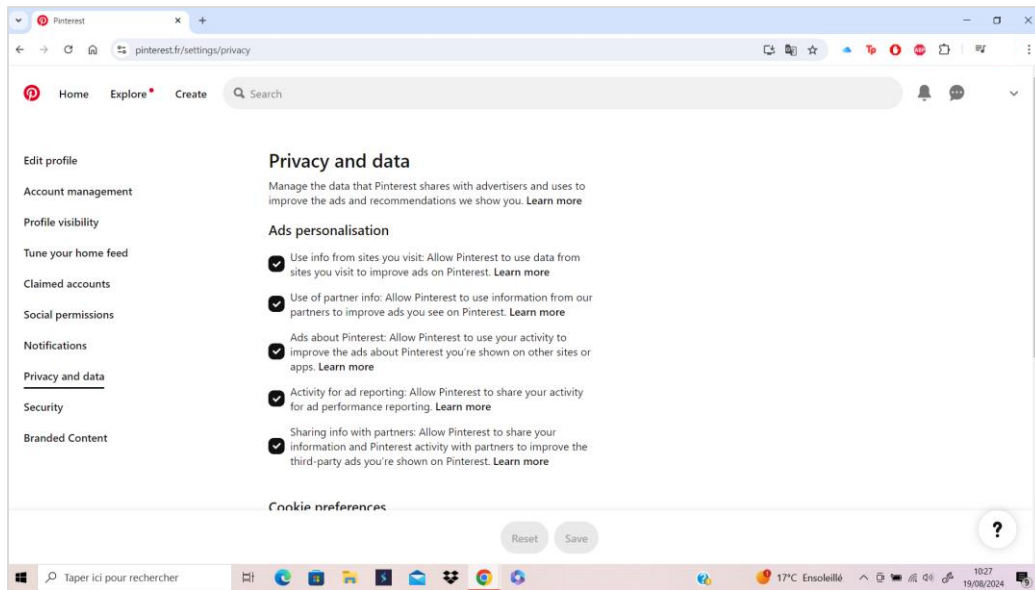 Pinterest
pinterest.fr/settings/privacy
Tp
ABP
Home Explore Create Search
Edit profile
Account management
Profile visibility
Tune your home feed
Claimed accounts
Social permissions
Notifications
Privacy and data
Security
Branded Content
Privacy and data
Manage the data that Pinterest shares with advertisers and uses to
improve the ads and recommendations we show you. Learn more
Ads personalisation
Use info from sites you visit: Allow Pinterest to use data from
sites you visit to improve ads on Pinterest. Learn more
Use of partner info: Allow Pinterest to use information from our
partners to improve ads you see on Pinterest. Learn more
Ads about Pinterest: Allow Pinterest to use your activity to
improve the ads about Pinterest you're shown on other sites or
apps. Learn more
Activity for ad reporting: Allow Pinterest to share your activity
for ad performance reporting. Learn more
Sharing info with partners: Allow Pinterest to share your
information and Pinterest activity with partners to improve the
third-party ads you're shown on Pinterest. Learn more
Cookie preferences
Reset Save
?
Taper ici pour rechercher
17°C Ensoleillé
10:27
19/08/2024